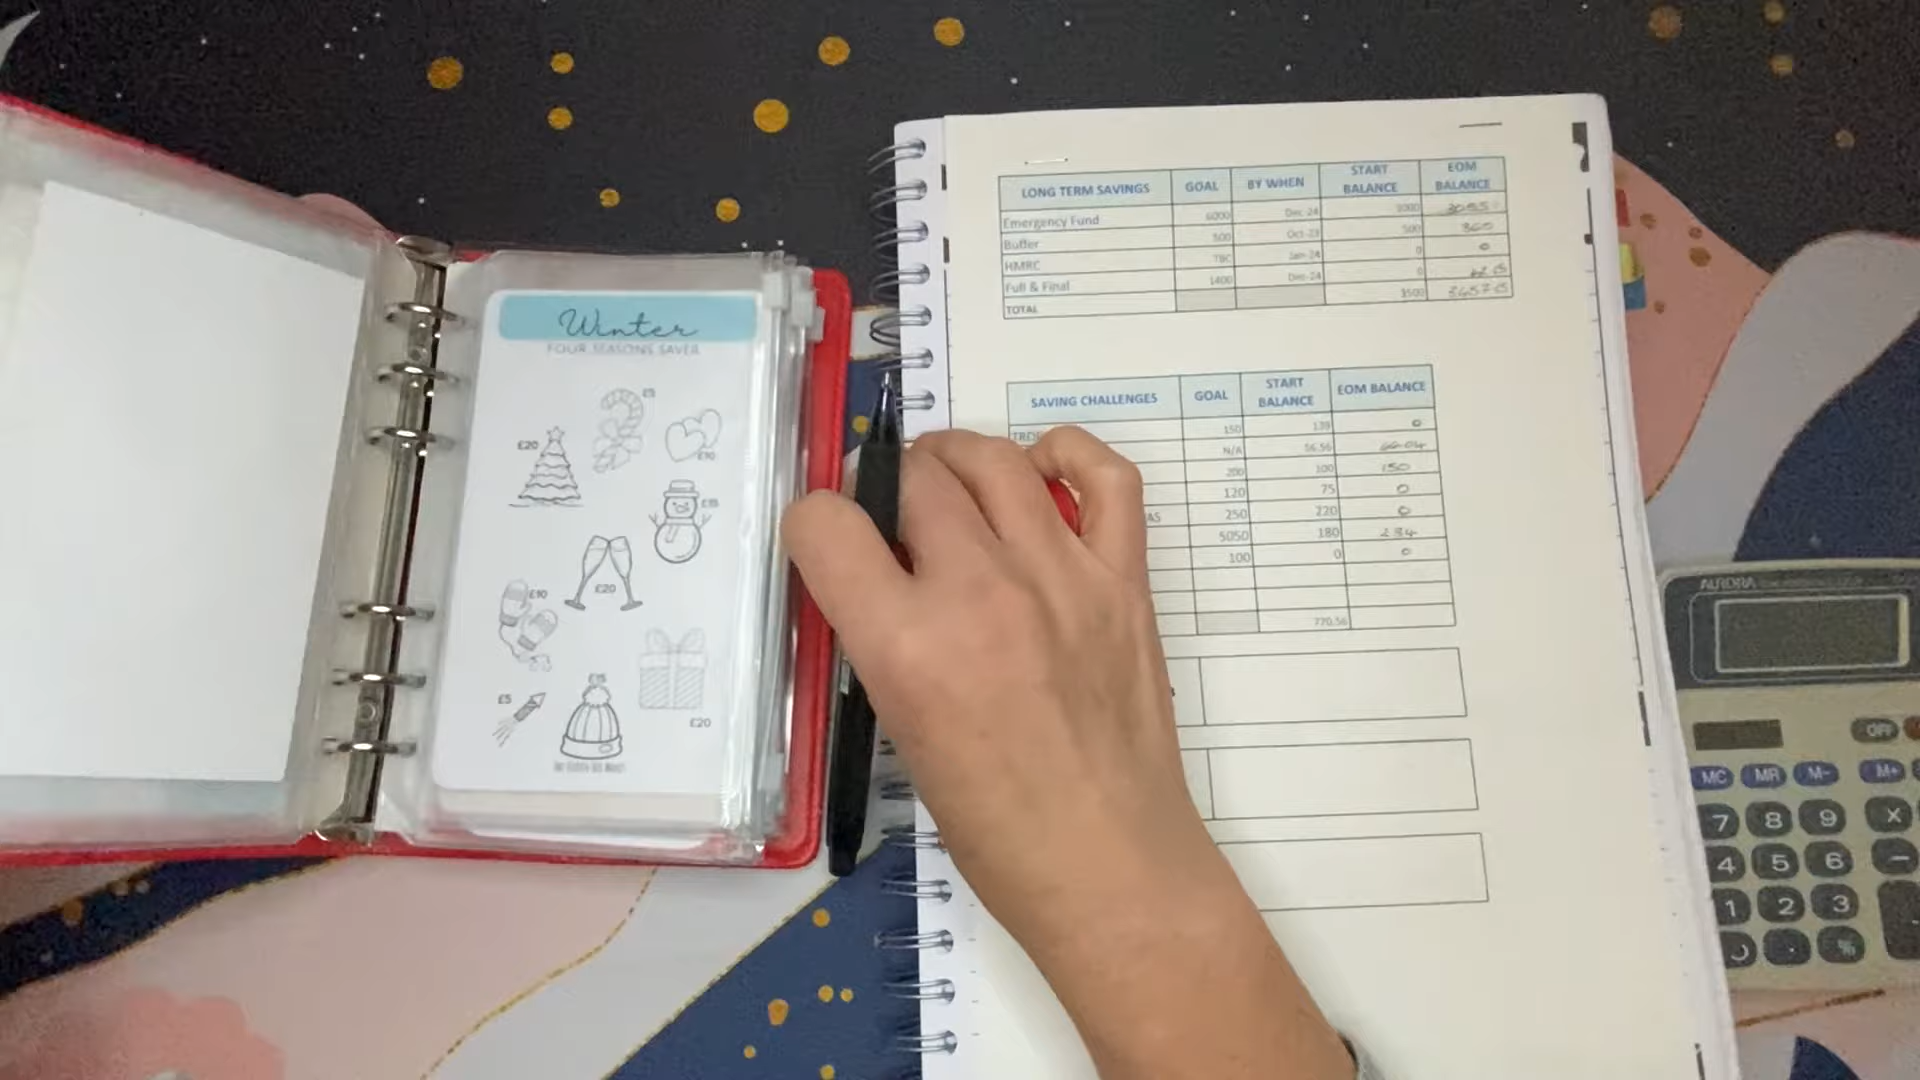 Winter
FOUR SEASONS SAVER
£5
£20
£10
£15
£20
£10
£15
£5
£20
LONG TERM SAVINGS GOAL BY WHEN START BALANCE EOM BALANCE
Emergency Fund 6000 Dec-24 3000
Buffer 500 Oct-23 500 360
HMRC TBC Jan-24 0 0
Full & Final 1400 Dec-24 0
TOTAL 3500
SAVING CHALLENGES GOAL START BALANCE EOM BALANCE
150 0
N/A 56.56
200 100 150
120 75 0
AS 250 220 0
5050 180 234
100 0 0
770.56
AURORA
OFF
MC MR M- M+
7 8 9 X
4 5 6 -
1 2 3
. %